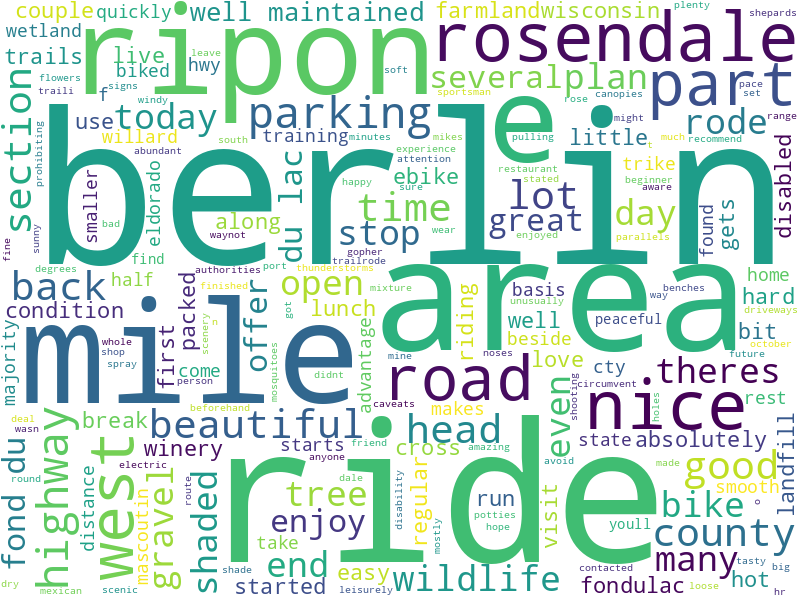 couple
quickly
well maintained
farmland
wisconsin
plenty
shepards
wetland
ripon
rosendale
trails
live
hwy
biked
several
plan
part
flowers
traili
signs
leave
soft
sportsman
rose
canopies
pace
set
range
f
windy
e
might
t
much
recommend
section
prohibiting
today
use
parking
rode
willard
training
south
minutes
mikes
pulling
little
abundant
experience
attention
restaurant
stated
trike
beginner
aware
disabled
berlin
smaller
eldorado
du lac
happy
sure
ebike
lot
day
found
gets
fine
sunny
bad
along
time
wear
great
enjoyed
parallels
waynot
stop
gopher
trailrode
find
degrees
back
half
authorities
port
thunderstorms
finished
offer
open
mixture
area
basis
unusually
way
benches
home
driveways
packed
got
lunch
well
peaceful
hard
condition
first
scenery
n
mosquitoes
didnt
advantage
riding
beside
bit
future
october
majority
mile
whole
shop
spray
come
person
mine
noses
love
cty
shooting
circumvent
theres
road
nice
rest
beforehand
caveats
makes
even
deal
wasn
break
beautiful
friend
head
holes
made
landfill
highway
west
winery
starts
cross
amazing
state
absolutely
fond du
bags
electric
anyone
dale
avoid
good
round
distance
mascoutin
gravel
route
shaded
tree
disability
regular
run
potties
hope
visit
youll
bike
smooth
o
enjoy
ride
county
shade
take
mostly
end
easy
wildlife
contacted
many
hot
tasty
big
dry
mexican
scenic
started
leisurely
fondulac
loose
hr